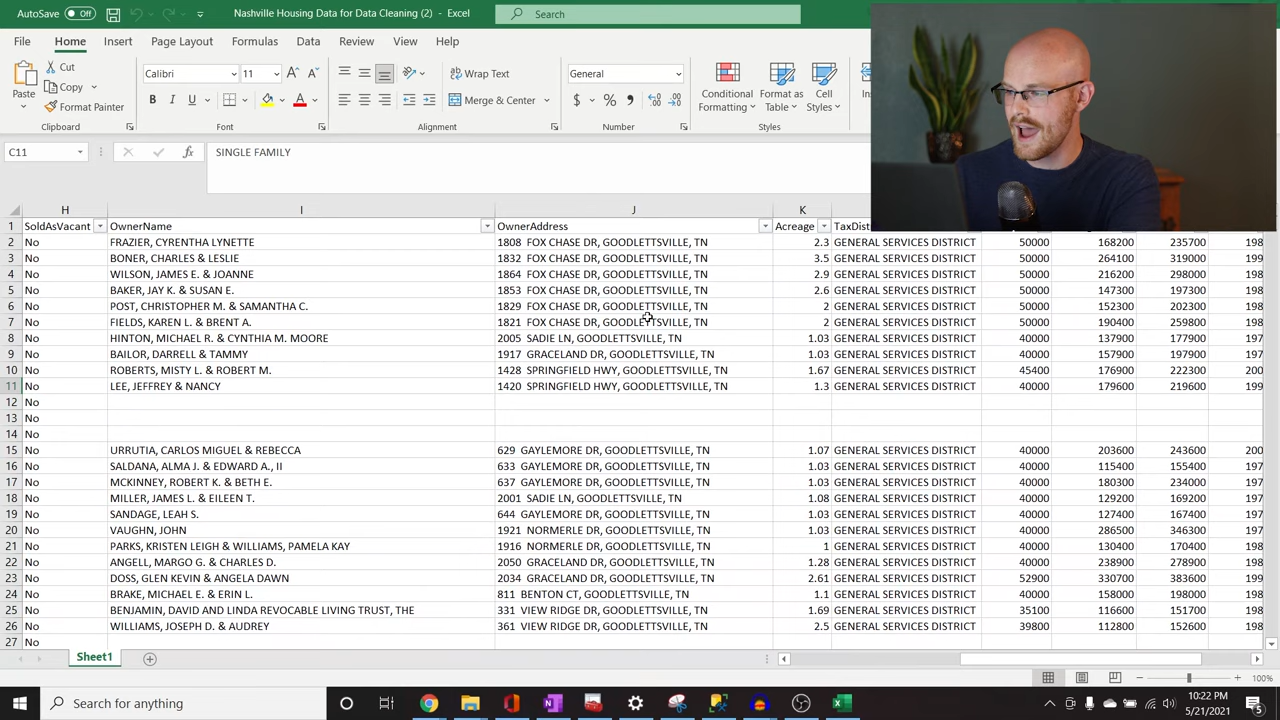 AutoSave Off Nashville Housing Data for Data Cleaning (2) - Excel Search
File Home Insert Page Layout Formulas Data Review View Help
Cut Calibri 11 Wrap Text General
Paste Copy Merge & Center Conditional Formatting Format as Table Cell Styles
Format Painter
Clipboard Font Alignment Number Styles
C11 fx SINGLE FAMILY
H I J K
1 SoldAsVacant OwnerName OwnerAddress Acreage TaxDist
2 No FRAZIER, CYRENTHA LYNETTE 1808 FOX CHASE DR, GOODLETTSVILLE, TN 2.3 GENERAL SERVICES DISTRICT 50000 168200 235700 198
3 No BONER, CHARLES & LESLIE 1832 FOX CHASE DR, GOODLETTSVILLE, TN 3.5 GENERAL SERVICES DISTRICT 50000 264100 319000 199
4 No WILSON, JAMES E. & JOANNE 1864 FOX CHASE DR, GOODLETTSVILLE, TN 2.9 GENERAL SERVICES DISTRICT 50000 216200 298000 198
5 No BAKER, JAY K. & SUSAN E. 1853 FOX CHASE DR, GOODLETTSVILLE, TN 2.6 GENERAL SERVICES DISTRICT 50000 147300 197300 198
6 No POST, CHRISTOPHER M. & SAMANTHA C. 1829 FOX CHASE DR, GOODLETTSVILLE, TN 2 GENERAL SERVICES DISTRICT 50000 152300 202300 198
7 No FIELDS, KAREN L. & BRENT A. 1821 FOX CHASE DR, GOODLETTSVILLE, TN 2 GENERAL SERVICES DISTRICT 50000 190400 259800 198
8 No HINTON, MICHAEL R. & CYNTHIA M. MOORE 2005 SADIE LN, GOODLETTSVILLE, TN 1.03 GENERAL SERVICES DISTRICT 40000 137900 177900 197
9 No BAILOR, DARRELL & TAMMY 1917 GRACELAND DR, GOODLETTSVILLE, TN 1.03 GENERAL SERVICES DISTRICT 40000 157900 197900 197
10 No ROBERTS, MISTY L. & ROBERT M. 1428 SPRINGFIELD HWY, GOODLETTSVILLE, TN 1.67 GENERAL SERVICES DISTRICT 45400 176900 222300 200
11 No LEE, JEFFREY & NANCY 1420 SPRINGFIELD HWY, GOODLETTSVILLE, TN 1.3 GENERAL SERVICES DISTRICT 40000 179600 219600 199
12 No
13 No
14 No
15 No URRUTIA, CARLOS MIGUEL & REBECCA 629 GAYLEMORE DR, GOODLETTSVILLE, TN 1.07 GENERAL SERVICES DISTRICT 40000 203600 243600 200
16 No SALDANA, ALMA J. & EDWARD A., II 633 GAYLEMORE DR, GOODLETTSVILLE, TN 1.03 GENERAL SERVICES DISTRICT 40000 115400 155400 197
17 No MCKINNEY, ROBERT K. & BETH E. 637 GAYLEMORE DR, GOODLETTSVILLE, TN 1.03 GENERAL SERVICES DISTRICT 40000 180300 234000 197
18 No MILLER, JAMES L. & EILEEN T. 2001 SADIE LN, GOODLETTSVILLE, TN 1.08 GENERAL SERVICES DISTRICT 40000 129200 169200 197
19 No SANDAGE, LEAH S. 644 GAYLEMORE DR, GOODLETTSVILLE, TN 1.03 GENERAL SERVICES DISTRICT 40000 127400 167400 197
20 No VAUGHN, JOHN 1921 NORMERLE DR, GOODLETTSVILLE, TN 1.03 GENERAL SERVICES DISTRICT 40000 286500 346300 197
21 No PARKS, KRISTEN LEIGH & WILLIAMS, PAMELA KAY 1916 NORMERLE DR, GOODLETTSVILLE, TN 1 GENERAL SERVICES DISTRICT 40000 130400 170400 198
22 No ANGELL, MARGO G. & CHARLES D. 2050 GRACELAND DR, GOODLETTSVILLE, TN 1.28 GENERAL SERVICES DISTRICT 40000 238900 278900 198
23 No DOSS, GLEN KEVIN & ANGELA DAWN 2034 GRACELAND DR, GOODLETTSVILLE, TN 2.61 GENERAL SERVICES DISTRICT 52900 330700 383600 199
24 No BRAKE, MICHAEL E. & ERIN L. 811 BENTON CT, GOODLETTSVILLE, TN 1.1 GENERAL SERVICES DISTRICT 40000 158000 198000 198
25 No BENJAMIN, DAVID AND LINDA REVOCABLE LIVING TRUST, THE 331 VIEW RIDGE DR, GOODLETTSVILLE, TN 1.69 GENERAL SERVICES DISTRICT 35100 116600 151700 198
26 No WILLIAMS, JOSEPH D. & AUDREY 361 VIEW RIDGE DR, GOODLETTSVILLE, TN 2.5 GENERAL SERVICES DISTRICT 39800 112800 152600 198
27 No
Sheet1
100%
Search for anything 10:22 PM
5/21/2021